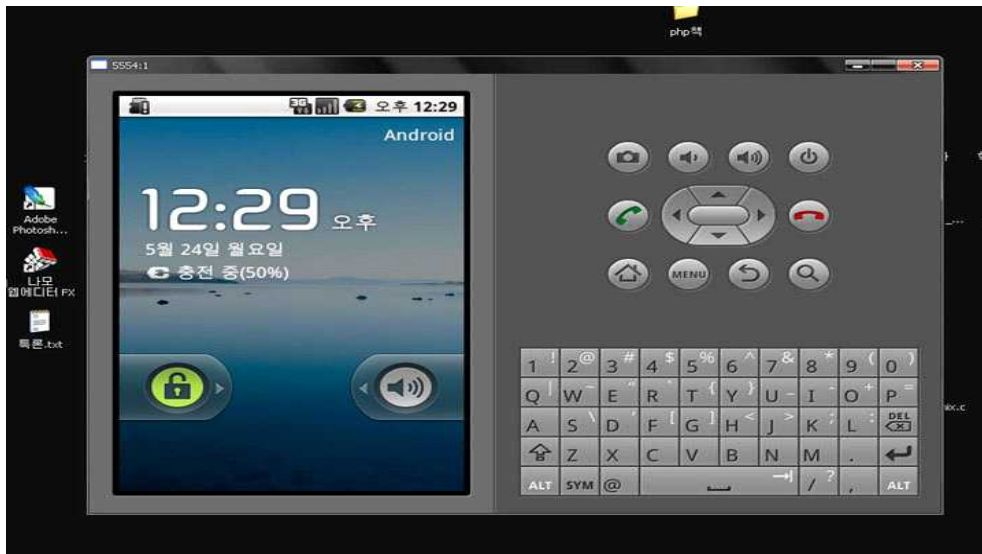 php책
5554:1
3G
오후 12:29
Android
12:29 오후
5월 24일 월요일
충전 중(50%)
Adobe
Photosh...
나모
웹에디터 FX
특론.txt
MENU
1 ! 2 @ 3 # 4 $ 5 % 6 ^ 7 & 8 * 9 ( 0 )
Q | W ~ E " R ` T { Y } U _ I - O + P =
A S \ D ' F [ G ] H < J > K ; L : DEL
Z X C V B N M .
ALT SYM @ / ? , ALT